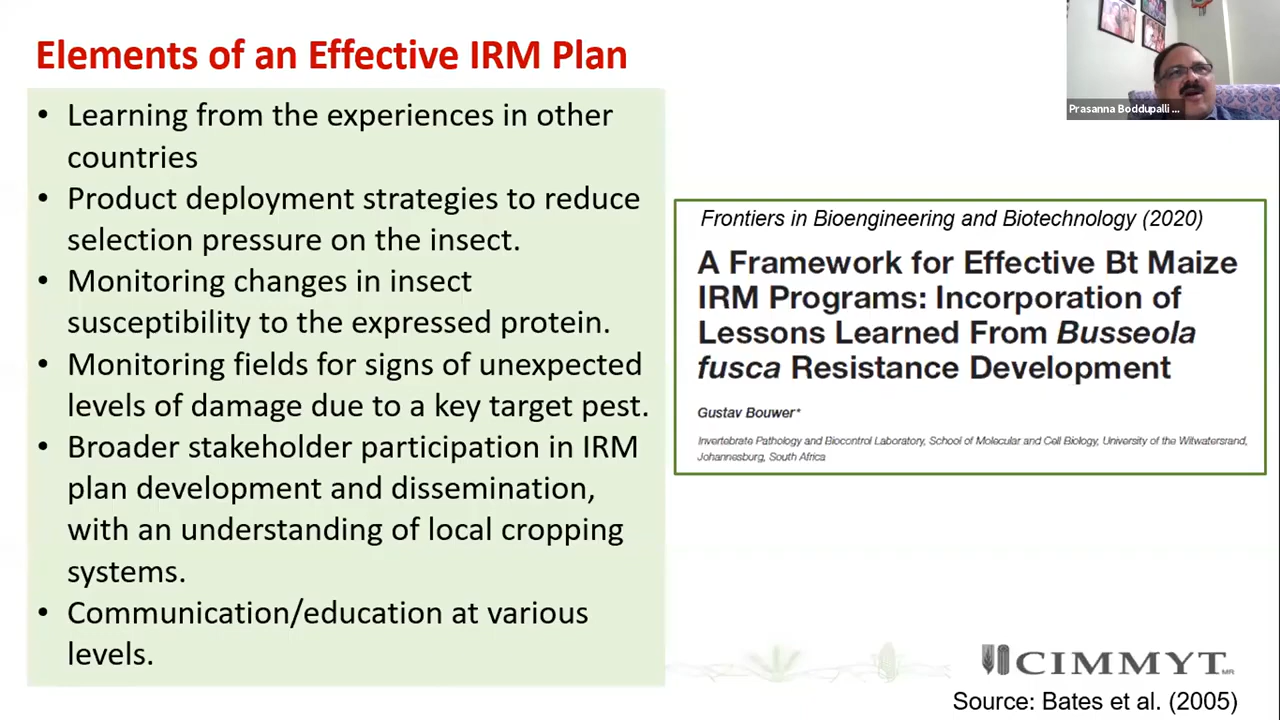 Elements of an Effective IRM Plan
• Learning from the experiences in other
countries
• Product deployment strategies to reduce
selection pressure on the insect.
• Monitoring changes in insect
susceptibility to the expressed protein.
• Monitoring fields for signs of unexpected
levels of damage due to a key target pest.
• Broader stakeholder participation in IRM
plan development and dissemination,
with an understanding of local cropping
systems.
• Communication/education at various
levels.
Prasanna Boddupalli ...
Frontiers in Bioengineering and Biotechnology (2020)
A Framework for Effective Bt Maize
IRM Programs: Incorporation of
Lessons Learned From Busseola
fusca Resistance Development
Gustav Bouwer*
Invertebrate Pathology and Biocontrol Laboratory, School of Molecular and Cell Biology, University of the Witwatersrand,
Johannesburg, South Africa
CIMMYT
Source: Bates et al. (2005)